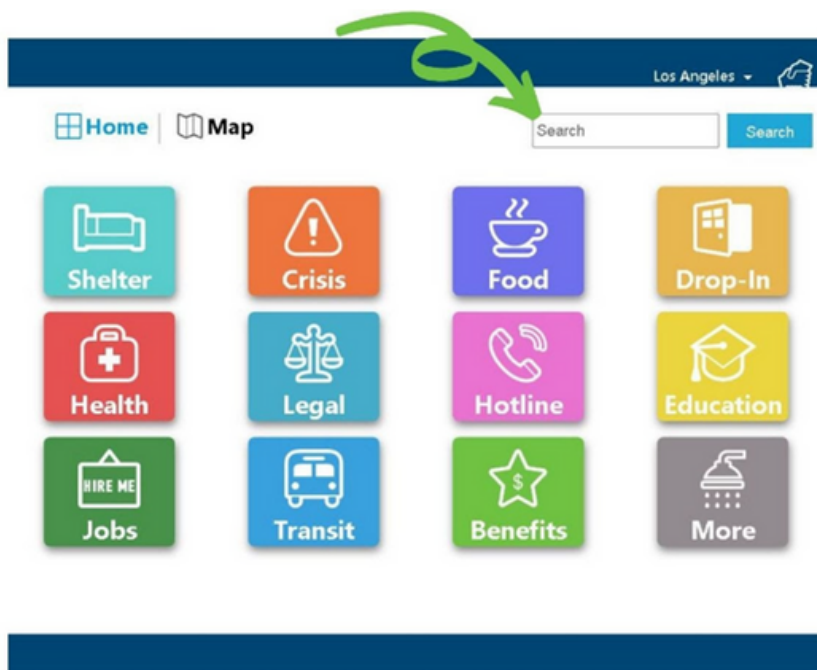 Los Angeles
Home Map Search Search
Shelter Crisis Food Drop-In
Health Legal Hotline Education
HIRE ME $
Jobs Transit Benefits More